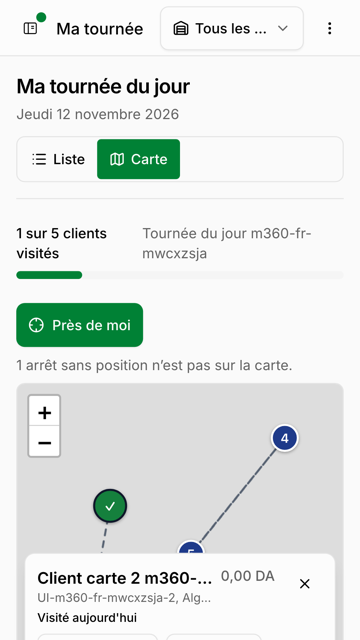 Ma tournée
Tous les ...
Ma tournée du jour
Jeudi 12 novembre 2026
Liste
Carte
1 sur 5 clients visités
Tournée du jour m360-fr-mwcxzsja
Près de moi
1 arrêt sans position n’est pas sur la carte.
+
−
4
5
Client carte 2 m360-...
0,00 DA
UI-m360-fr-mwcxzsja-2, Alg...
Visité aujourd'hui